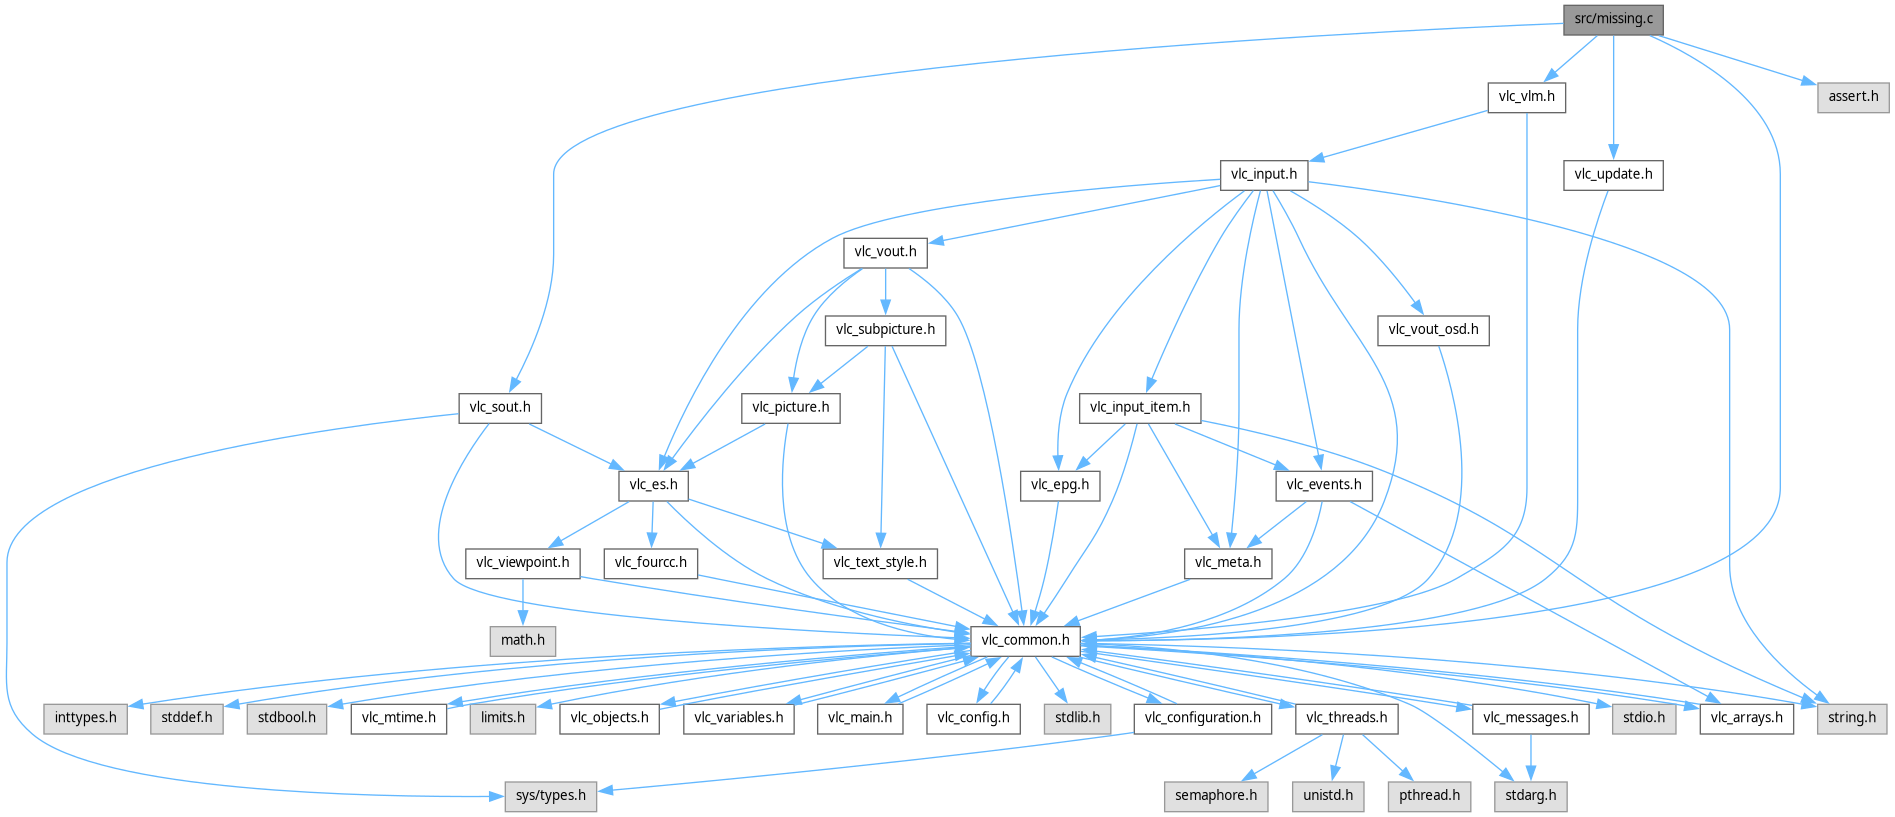 src/missing.c
vlc_vlm.h
assert.h
vlc_input.h
vlc_update.h
vlc_vout.h
vlc_subpicture.h
vlc_vout_osd.h
vlc_sout.h
vlc_picture.h
vlc_input_item.h
vlc_es.h
vlc_epg.h
vlc_events.h
vlc_viewpoint.h
vlc_fourcc.h
vlc_text_style.h
vlc_meta.h
math.h
vlc_common.h
inttypes.h
stddef.h
stdbool.h
vlc_mtime.h
limits.h
vlc_objects.h
vlc_variables.h
vlc_main.h
vlc_config.h
stdlib.h
vlc_configuration.h
vlc_threads.h
vlc_messages.h
stdio.h
vlc_arrays.h
string.h
sys/types.h
semaphore.h
unistd.h
pthread.h
stdarg.h